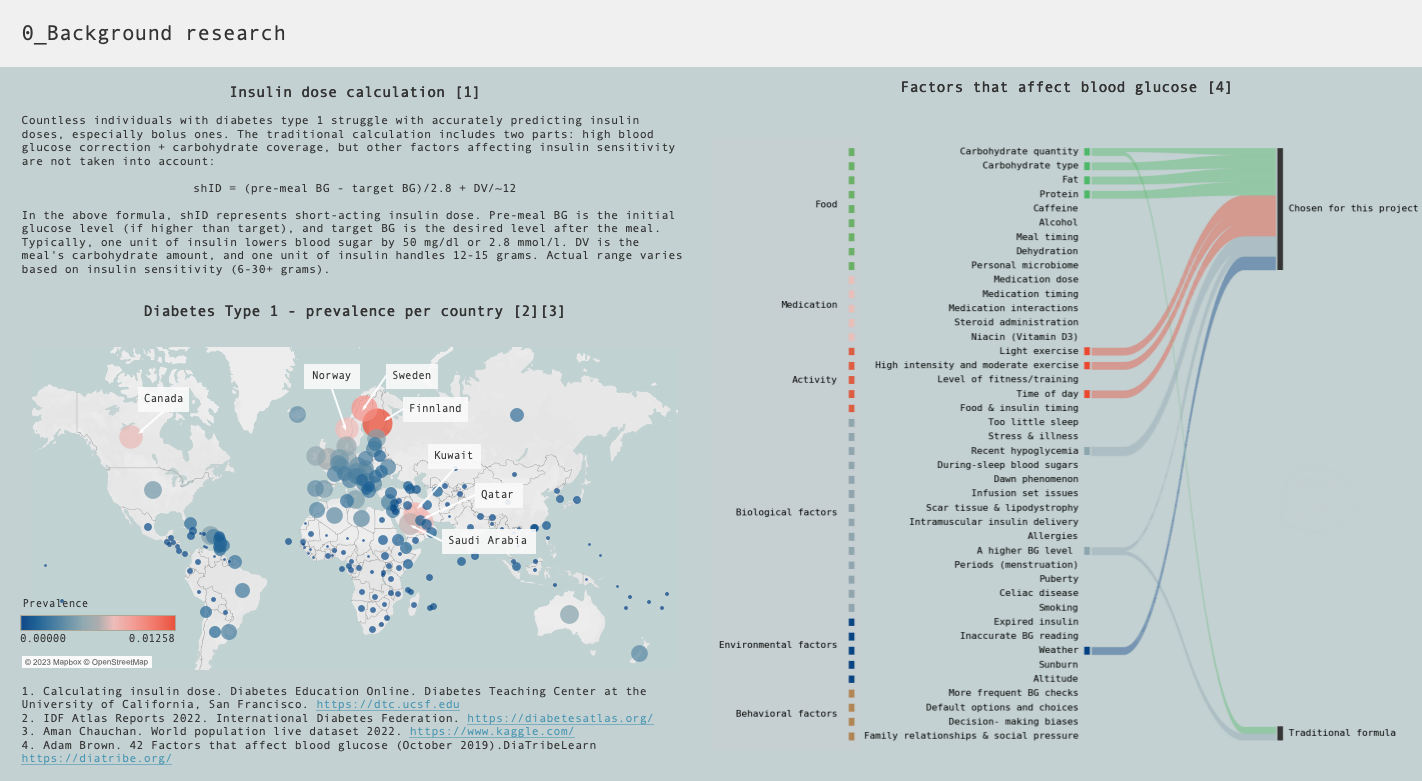 0_Background research
Insulin dose calculation [1]
Countless individuals with diabetes type 1 struggle with accurately predicting insulin
doses, especially bolus ones. The traditional calculation includes two parts: high blood
glucose correction + carbohydrate coverage, but other factors affecting insulin sensitivity
are not taken into account:
shID = (pre-meal BG - target BG)/2.8 + DV/~12
In the above formula, shID represents short-acting insulin dose. Pre-meal BG is the initial
glucose level (if higher than target), and target BG is the desired level after the meal.
Typically, one unit of insulin lowers blood sugar by 50 mg/dl or 2.8 mmol/l. DV is the
meal's carbohydrate amount, and one unit of insulin handles 12-15 grams. Actual range varies
based on insulin sensitivity (6-30+ grams).
Diabetes Type 1 - prevalence per country [2][3]
Norway
Sweden
Canada
Finnland
Kuwait
Qatar
Saudi Arabia
Prevalence
0.00000 0.01258
© 2023 Mapbox © OpenStreetMap
1. Calculating insulin dose. Diabetes Education Online. Diabetes Teaching Center at the
University of California, San Francisco. https://dtc.ucsf.edu
2. IDF Atlas Reports 2022. International Diabetes Federation. https://diabetesatlas.org/
3. Aman Chauchan. World population live dataset 2022. https://www.kaggle.com/
4. Adam Brown. 42 Factors that affect blood glucose (October 2019).DiaTribeLearn
https://diatribe.org/
Factors that affect blood glucose [4]
Food
Medication
Activity
Biological factors
Environmental factors
Behavioral factors
Carbohydrate quantity
Carbohydrate type
Fat
Protein
Caffeine
Alcohol
Meal timing
Dehydration
Personal microbiome
Medication dose
Medication timing
Medication interactions
Steroid administration
Niacin (Vitamin D3)
Light exercise
High intensity and moderate exercise
Level of fitness/training
Time of day
Food & insulin timing
Too little sleep
Stress & illness
Recent hypoglycemia
During-sleep blood sugars
Dawn phenomenon
Infusion set issues
Scar tissue & lipodystrophy
Intramuscular insulin delivery
Allergies
A higher BG level
Periods (menstruation)
Puberty
Celiac disease
Smoking
Expired insulin
Inaccurate BG reading
Weather
Sunburn
Altitude
More frequent BG checks
Default options and choices
Decision- making biases
Family relationships & social pressure
Chosen for this project
Traditional formula